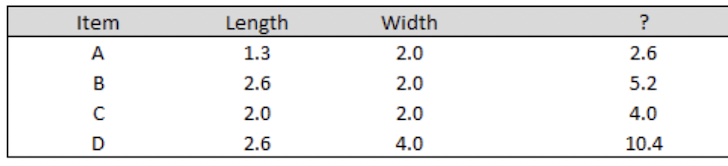 Item Length Width ?
A 1.3 2.0 2.6
B 2.6 2.0 5.2
C 2.0 2.0 4.0
D 2.6 4.0 10.4